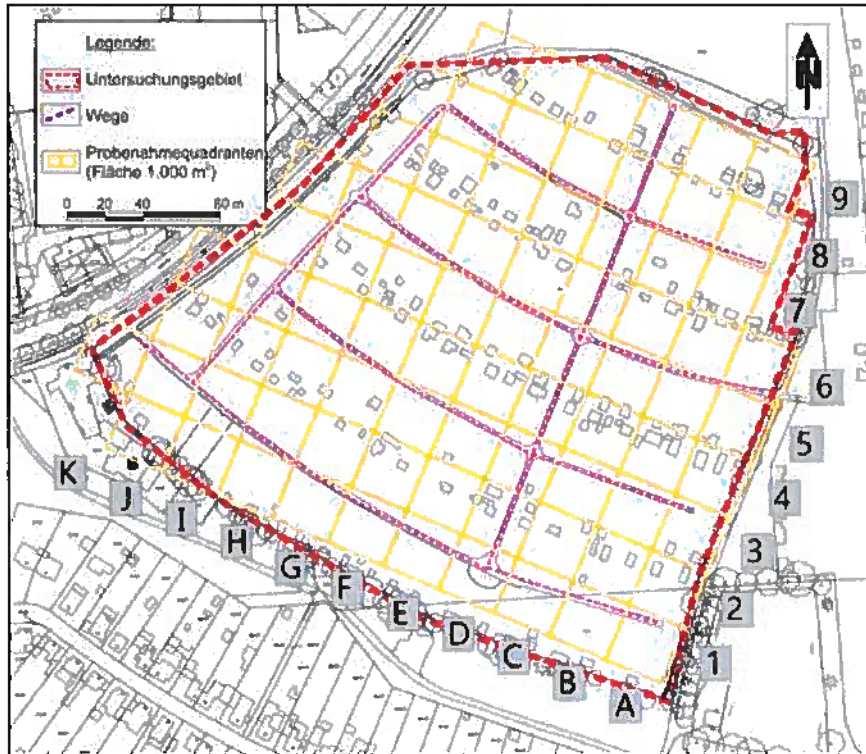 Legende:
Untersuchungsgebiet
Wege
Probenahmequadranten
(Fläche 1.000 m²)
0 20 40 60 m
N
9
8
7
6
5
4
3
2
1
K
J
I
H
G
F
E
D
C
B
A